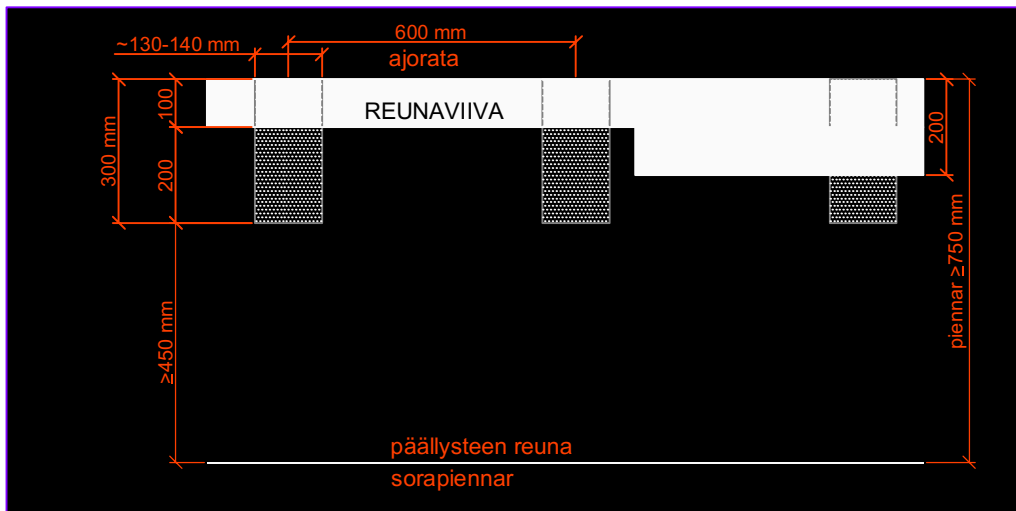 600 mm
~130-140 mm
ajorata
REUNAVIIVA
100
200
300 mm
200
≥450 mm
piennar ≥750 mm
päällysteen reuna
sorapiennar